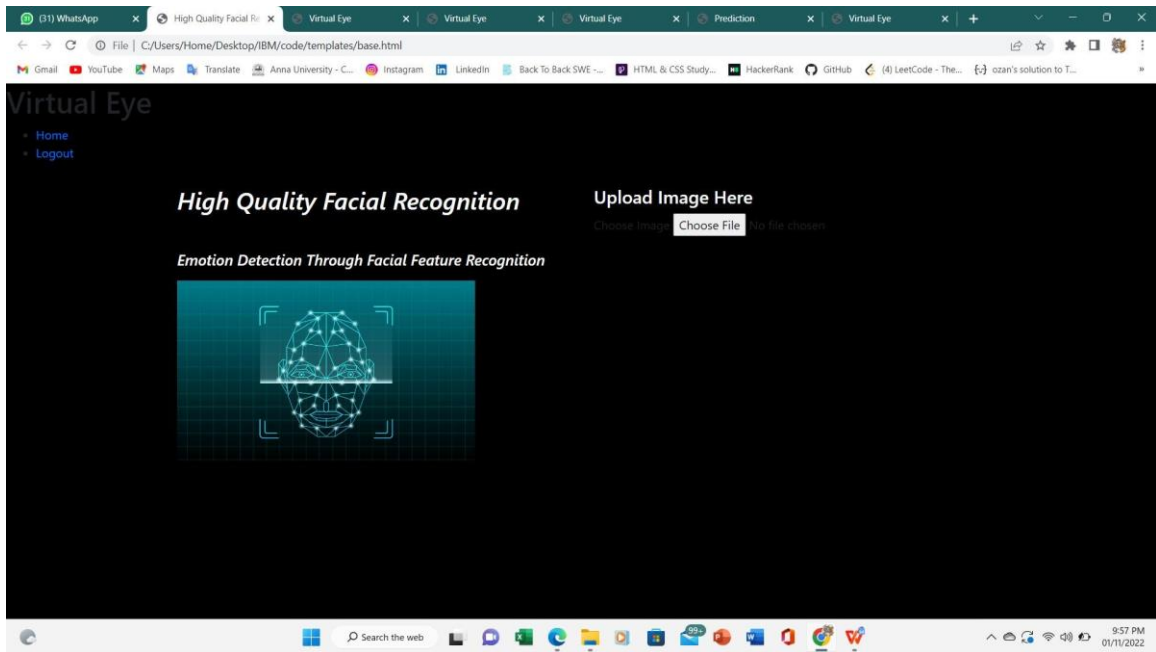 (31) WhatsApp
High Quality Facial Re
Virtual Eye
Virtual Eye
Virtual Eye
Prediction
Virtual Eye
File | C:/Users/Home/Desktop/IBM/code/templates/base.html
Gmail
YouTube
Maps
Translate
Anna University - C...
Instagram
LinkedIn
Back To Back SWE -...
HTML & CSS Study...
HackerRank
GitHub
(4) LeetCode - The...
ozan's solution to T...
Virtual Eye
Home
Logout
High Quality Facial Recognition
Emotion Detection Through Facial Feature Recognition
Upload Image Here
Choose Image Choose File No file chosen
Search the web
99+
9:57 PM
01/11/2022